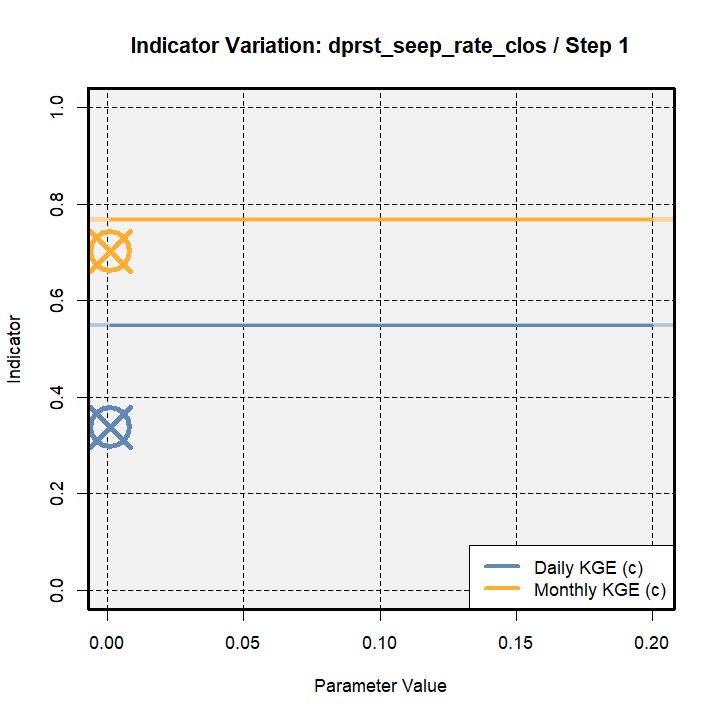 Indicator Variation: dprst_seep_rate_clos / Step 1
Indicator
1.0
0.8
0.6
0.4
0.2
0.0
Daily KGE (c)
Monthly KGE (c)
0.00 0.05 0.10 0.15 0.20
Parameter Value